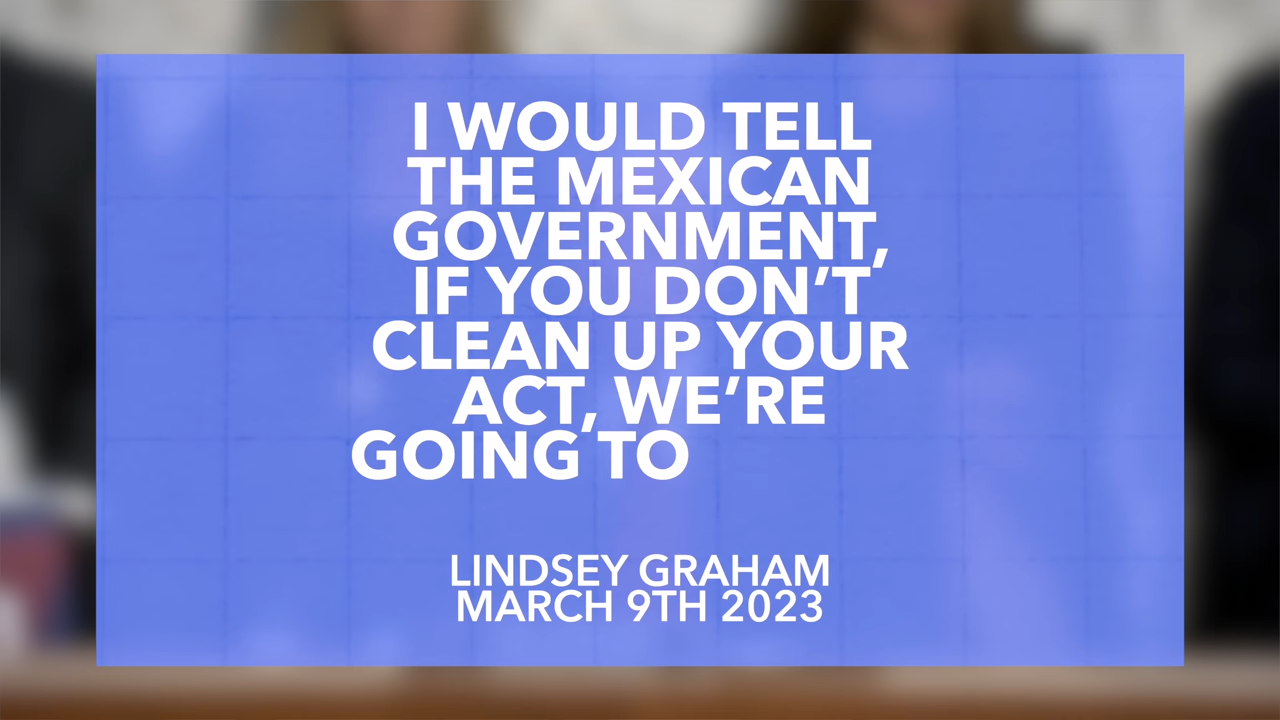 I WOULD TELL
THE MEXICAN
GOVERNMENT,
IF YOU DON’T
CLEAN UP YOUR
ACT, WE’RE
GOING TO
LINDSEY GRAHAM
MARCH 9TH 2023